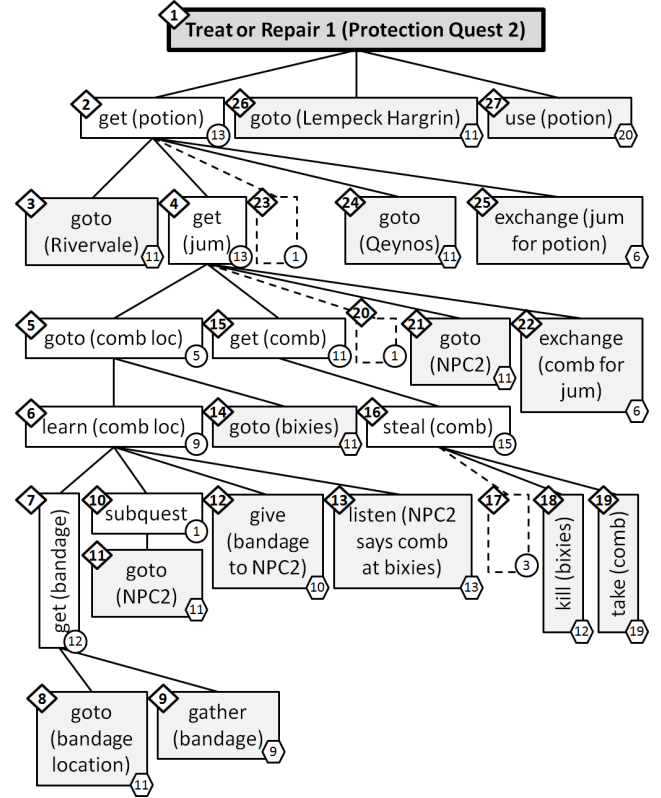 1
Treat or Repair 1 (Protection Quest 2)
2
get (potion)
13
26
goto (Lempeck Hargrin)
11
27
use (potion)
20
3
goto
(Rivervale)
11
4
get
(jum)
13
23
1
24
goto
(Qeynos)
11
25
exchange (jum
for potion)
6
5
goto (comb loc)
5
15
get (comb)
11
20
1
21
goto
(NPC2)
11
22
exchange
(comb for
jum)
6
6
learn (comb loc)
9
14
goto (bixies)
11
16
steal (comb)
15
7
get (bandage)
12
10
subquest
1
11
goto
(NPC2)
11
12
give
(bandage
to NPC2)
10
13
listen (NPC2
says comb
at bixies)
13
17
3
18
kill (bixies)
12
19
take (comb)
19
8
goto
(bandage
location)
11
9
gather
(bandage)
9